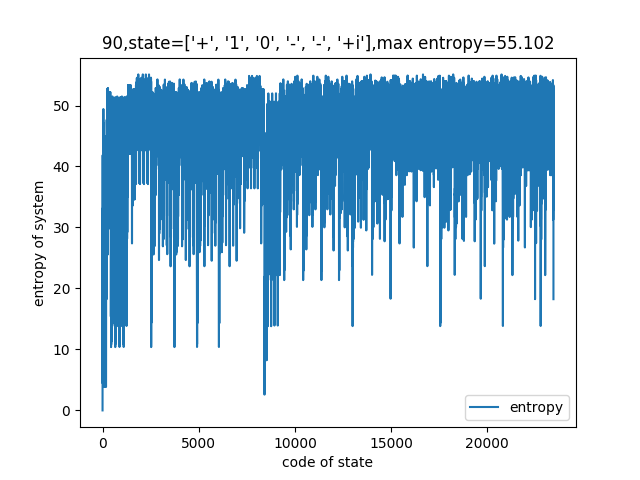 90,state=['+', '1', '0', '-', '-', '+i'],max entropy=55.102
entropy of system
50
40
30
20
10
0
entropy
0 5000 10000 15000 20000
code of state